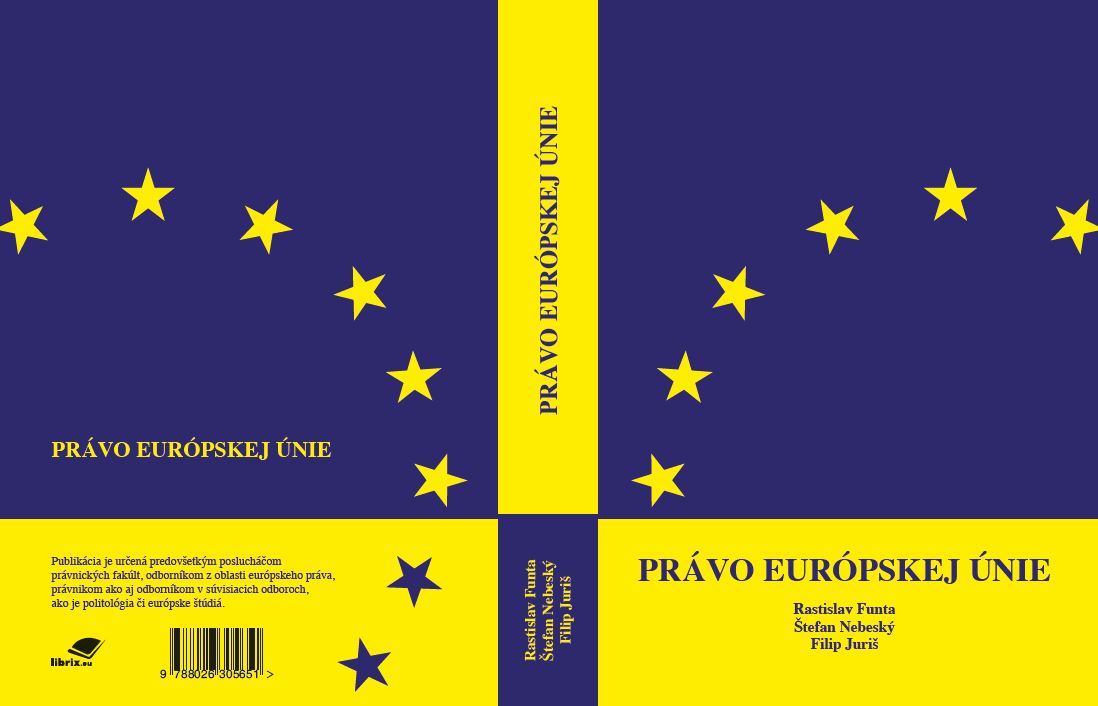 PRÁVO EURÓPSKEJ ÚNIE
Publikácia je určená predovšetkým poslucháčom
právnických fakúlt, odborníkom z oblasti európskeho práva,
právnikom ako aj odborníkom v súvisiacich odboroch,
ako je politológia či európske štúdiá.
librix.eu
9 788026 305651 >
PRÁVO EURÓPSKEJ ÚNIE
Rastislav Funta
Štefan Nebeský
Filip Juriš
PRÁVO EURÓPSKEJ ÚNIE
Rastislav Funta
Štefan Nebeský
Filip Juriš